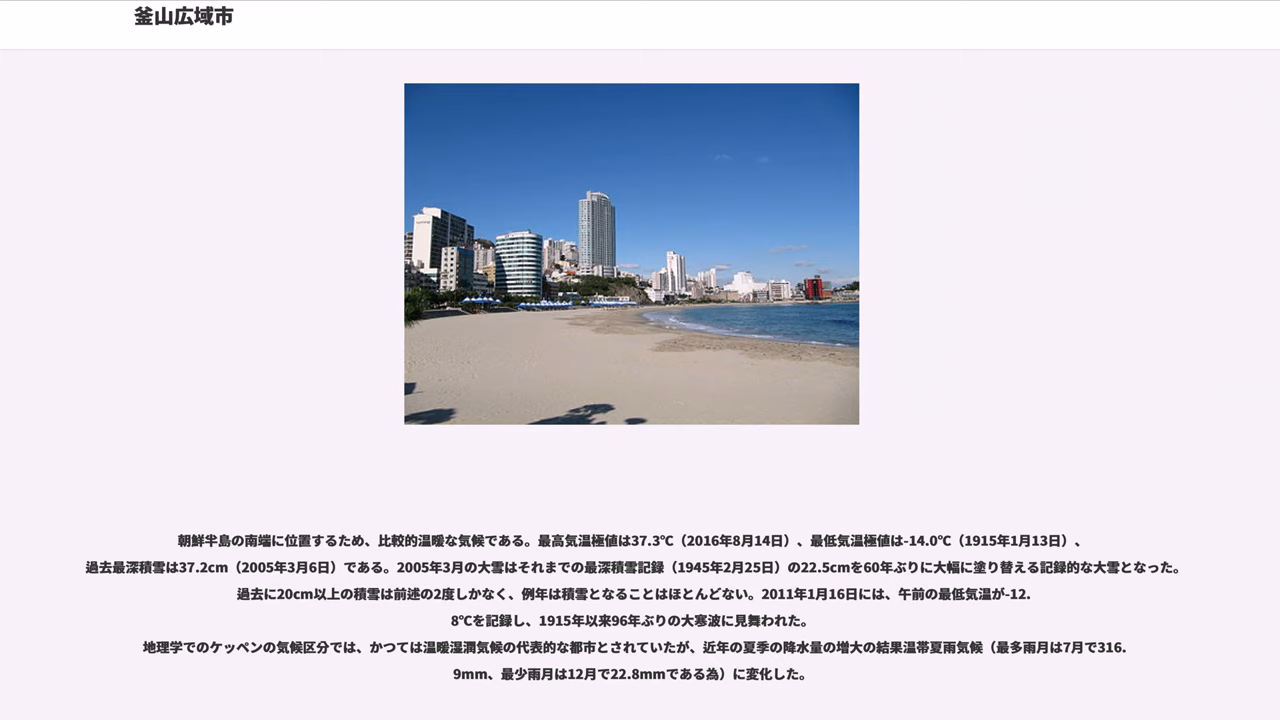 釜山広域市
朝鮮半島の南端に位置するため、比較的温暖な気候である。最高気温極値は37.3℃（2016年8月14日）、最低気温極値は-14.0℃（1915年1月13日）、
過去最深積雪は37.2cm（2005年3月6日）である。2005年3月の大雪はそれまでの最深積雪記録（1945年2月25日）の22.5cmを60年ぶりに大幅に塗り替える記録的な大雪となった。
過去に20cm以上の積雪は前述の2度しかなく、例年は積雪となることはほとんどない。2011年1月16日には、午前の最低気温が-12.
8℃を記録し、1915年以来96年ぶりの大寒波に見舞われた。
地理学でのケッペンの気候区分では、かつては温暖湿潤気候の代表的な都市とされていたが、近年の夏季の降水量の増大の結果温帯夏雨気候（最多雨月は7月で316.
9mm、最少雨月は12月で22.8mmである為）に変化した。